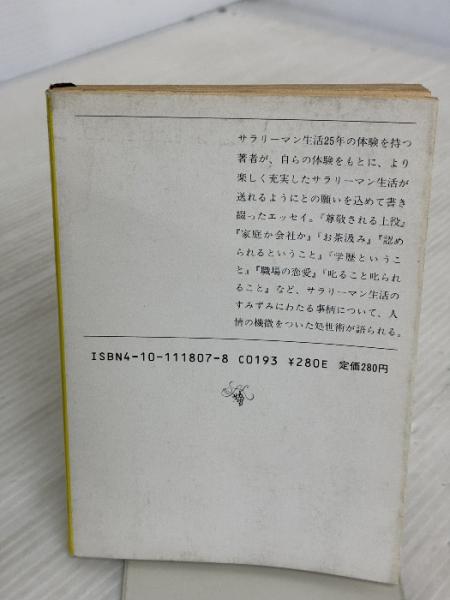 サラリーマン生活25年の体験を持つ
著者が、自らの体験をもとに、より
楽しく充実したサラリーマン生活が
送れるようにとの願いを込めて書き
綴ったエッセイ。『尊敬される上役』
『家庭か会社か』『お茶汲み』『認め
られるということ』『学歴というこ
と』『職場の恋愛』『叱ること叱られ
ること』など、サラリーマン生活の
すみずみにわたる事柄について、人
情の機微をついた処世術が語られる。
ISBN4-10-111807-8 C0193 ¥280E 定価280円